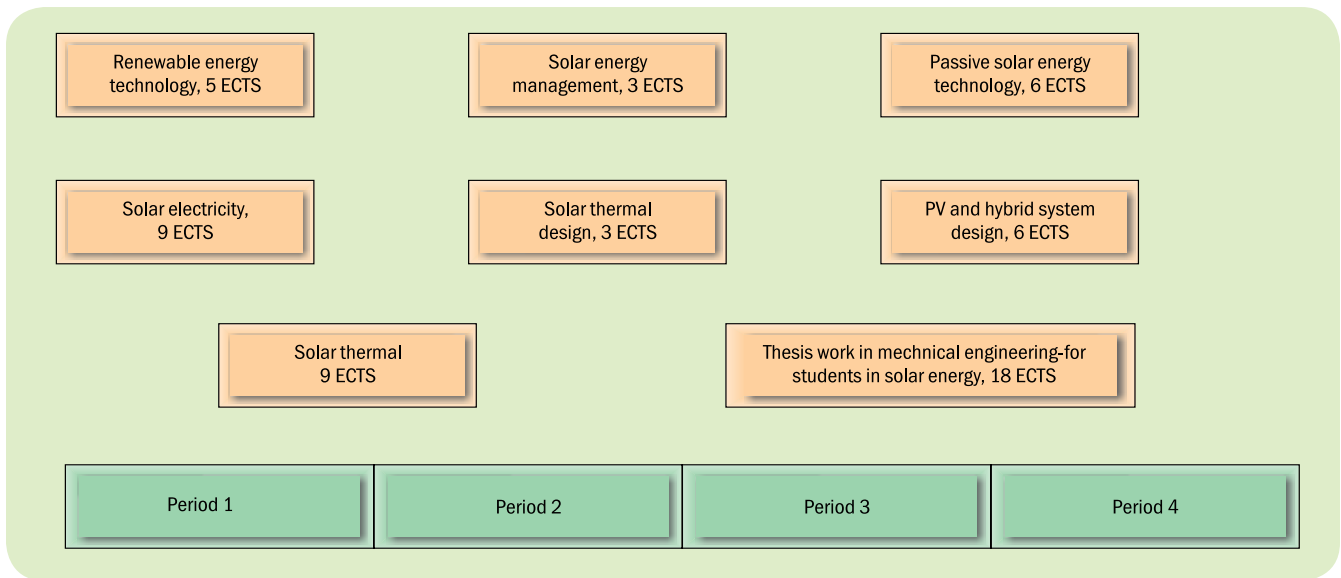 Renewable energy
technology, 5 ECTS
Solar energy
management, 3 ECTS
Passive solar energy
technology, 6 ECTS
Solar electricity,
9 ECTS
Solar thermal
design, 3 ECTS
PV and hybrid system
design, 6 ECTS
Solar thermal
9 ECTS
Thesis work in mechnical engineering-for
students in solar energy, 18 ECTS
Period 1
Period 2
Period 3
Period 4